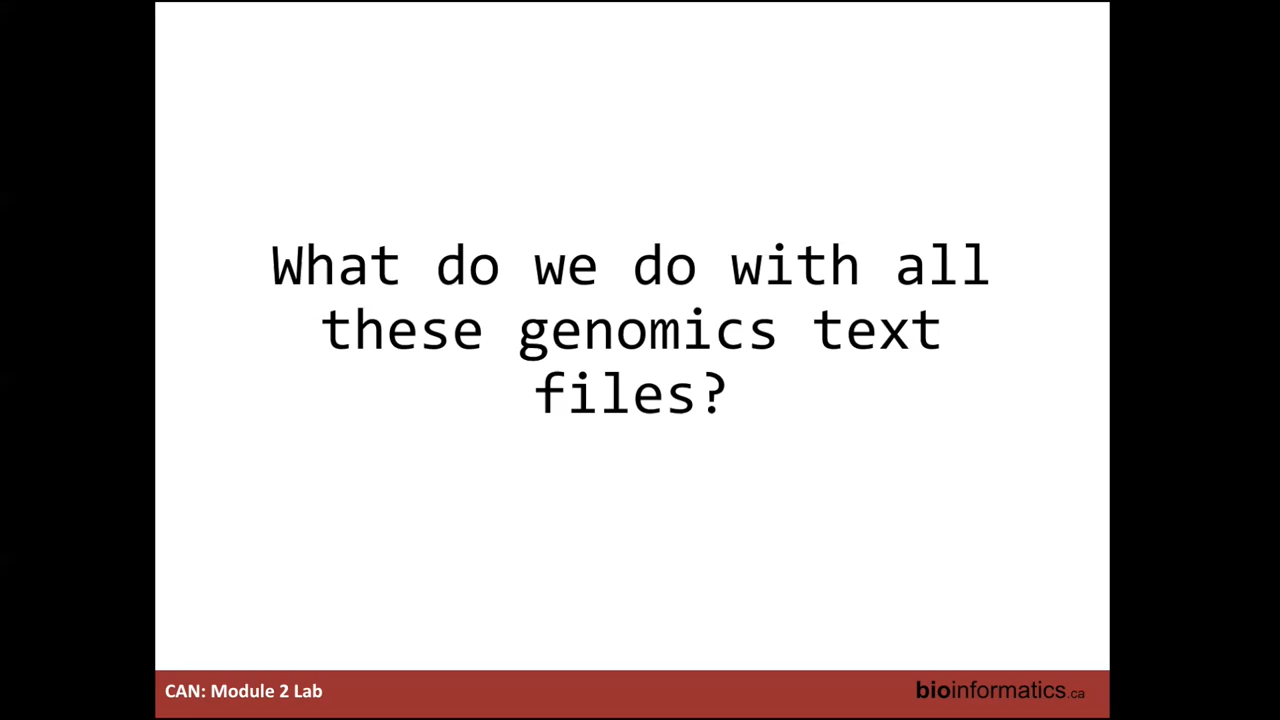 What do we do with all
these genomics text
files?
CAN: Module 2 Lab
bioinformatics.ca